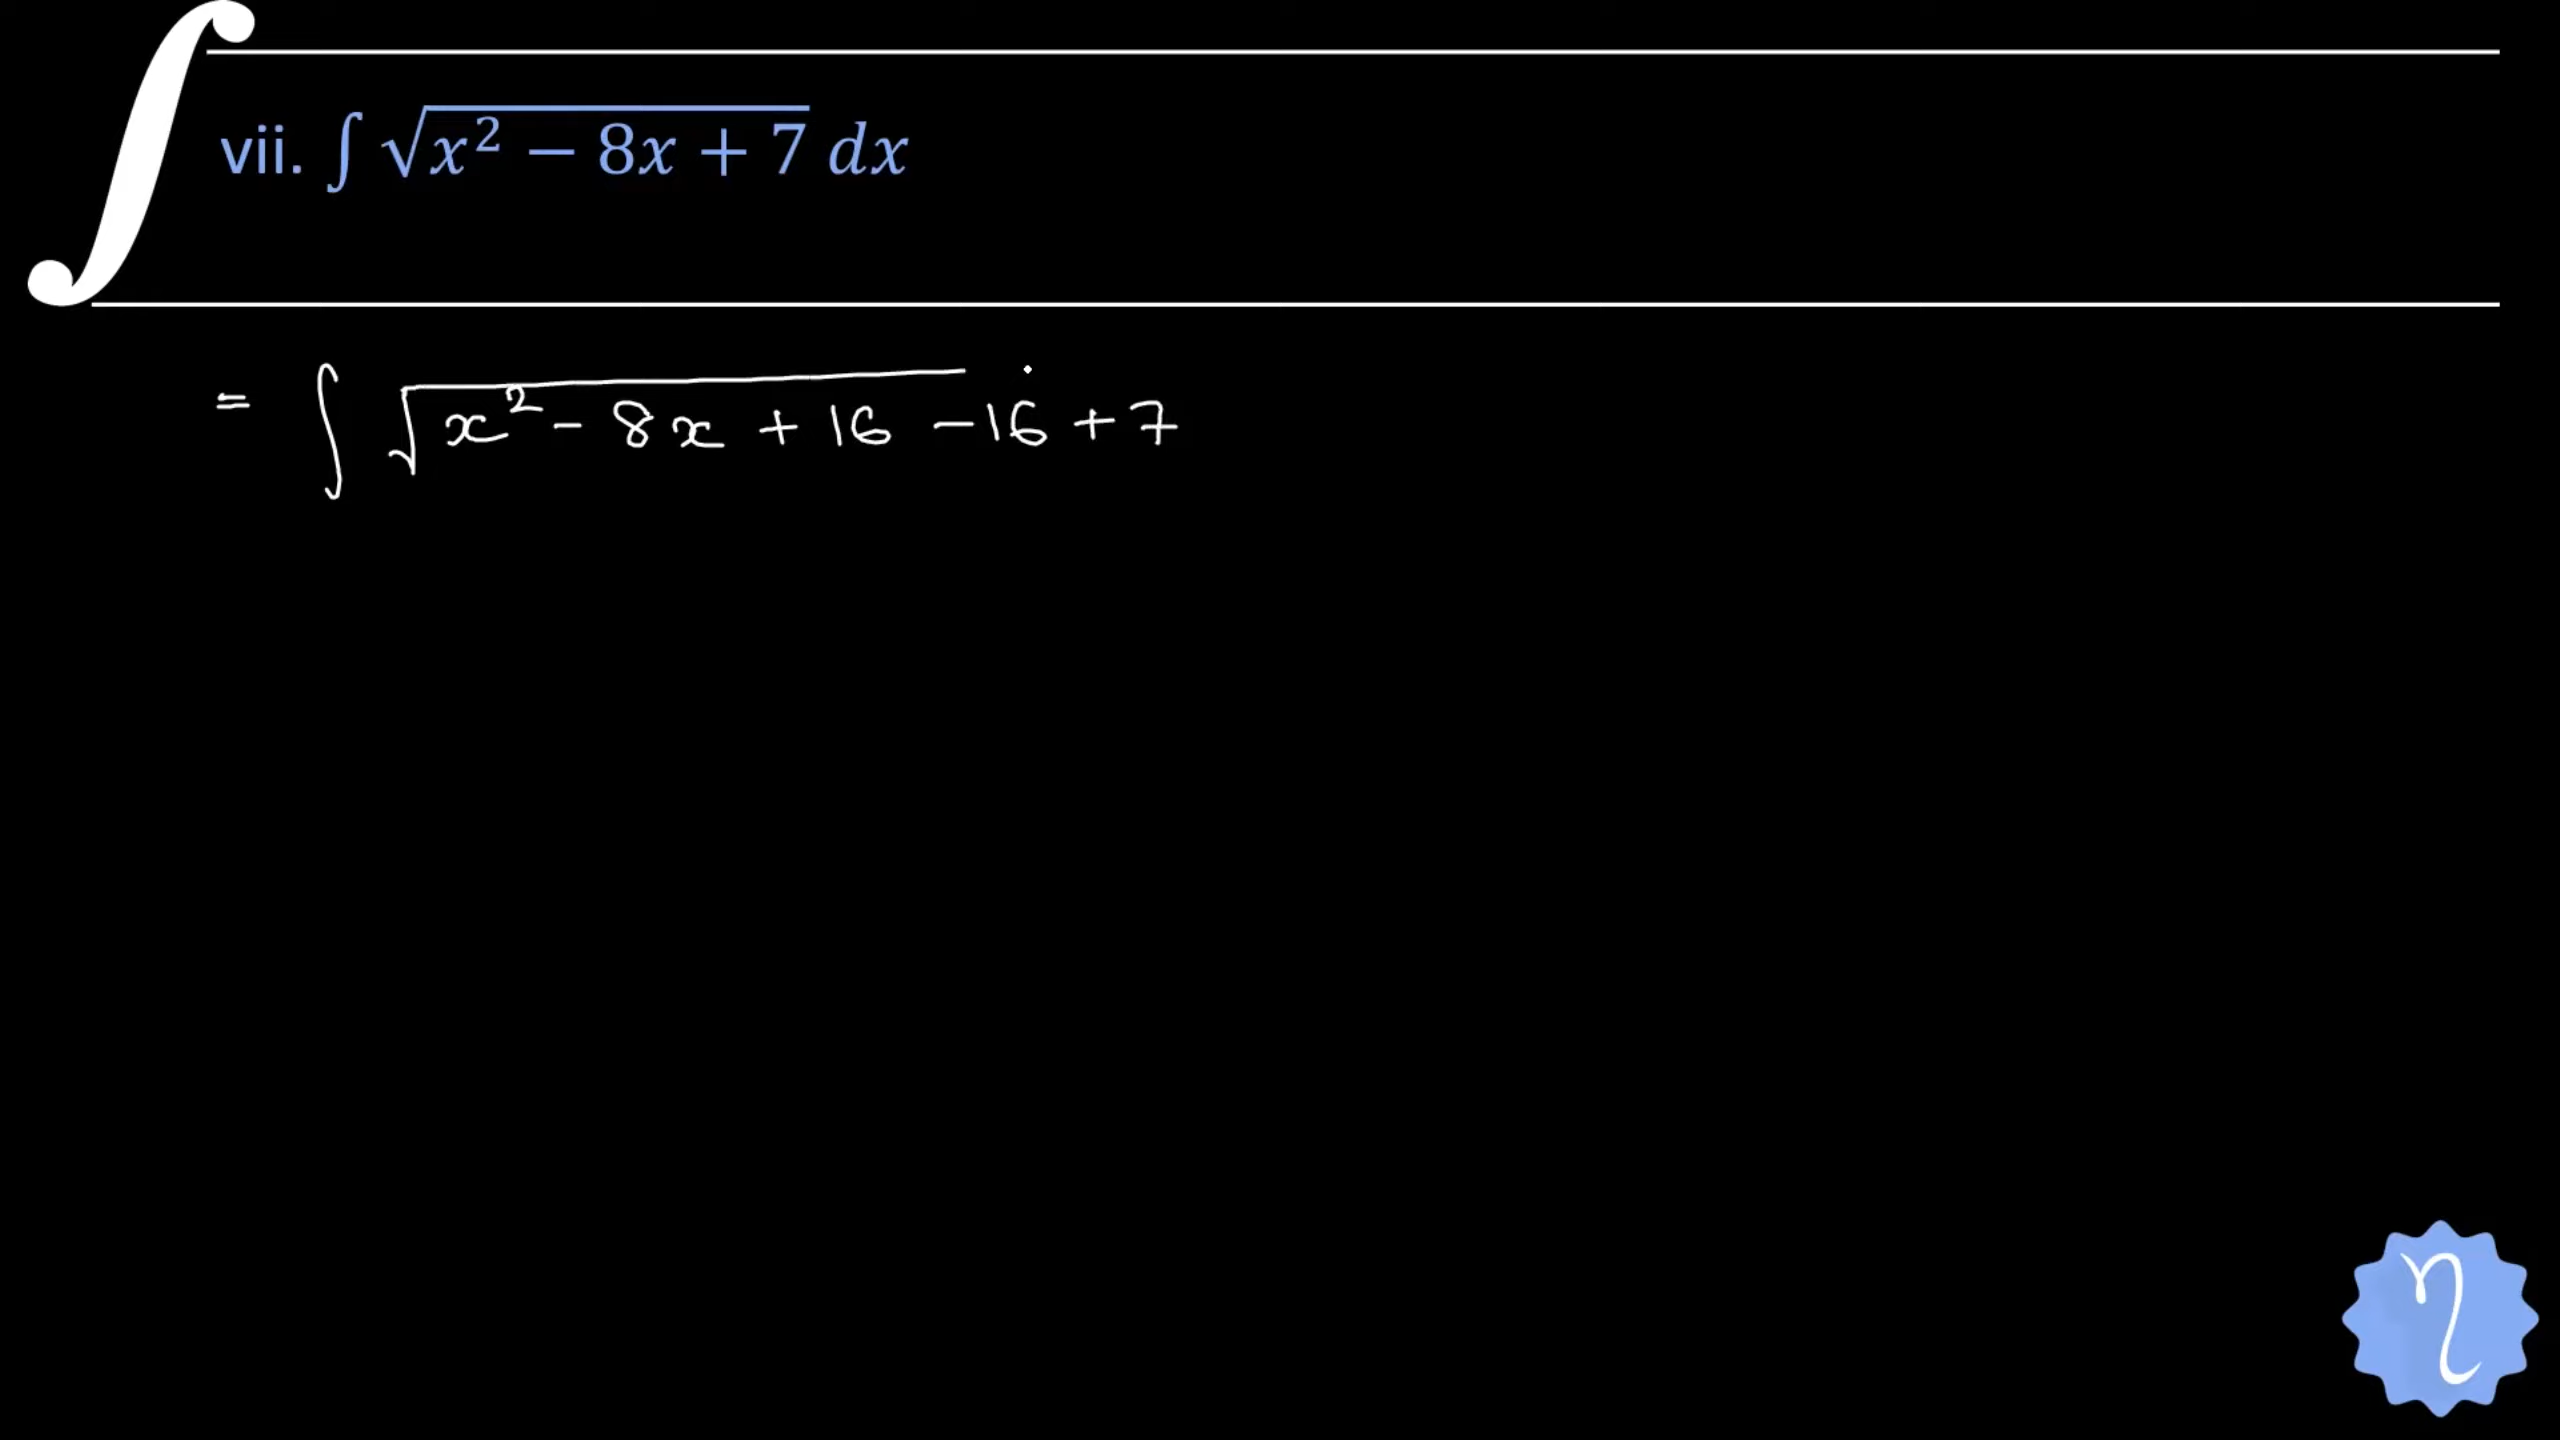 vii. ∫ √(x² − 8x + 7) dx
= ∫ √(x² - 8x + 16 - 16 + 7)
η